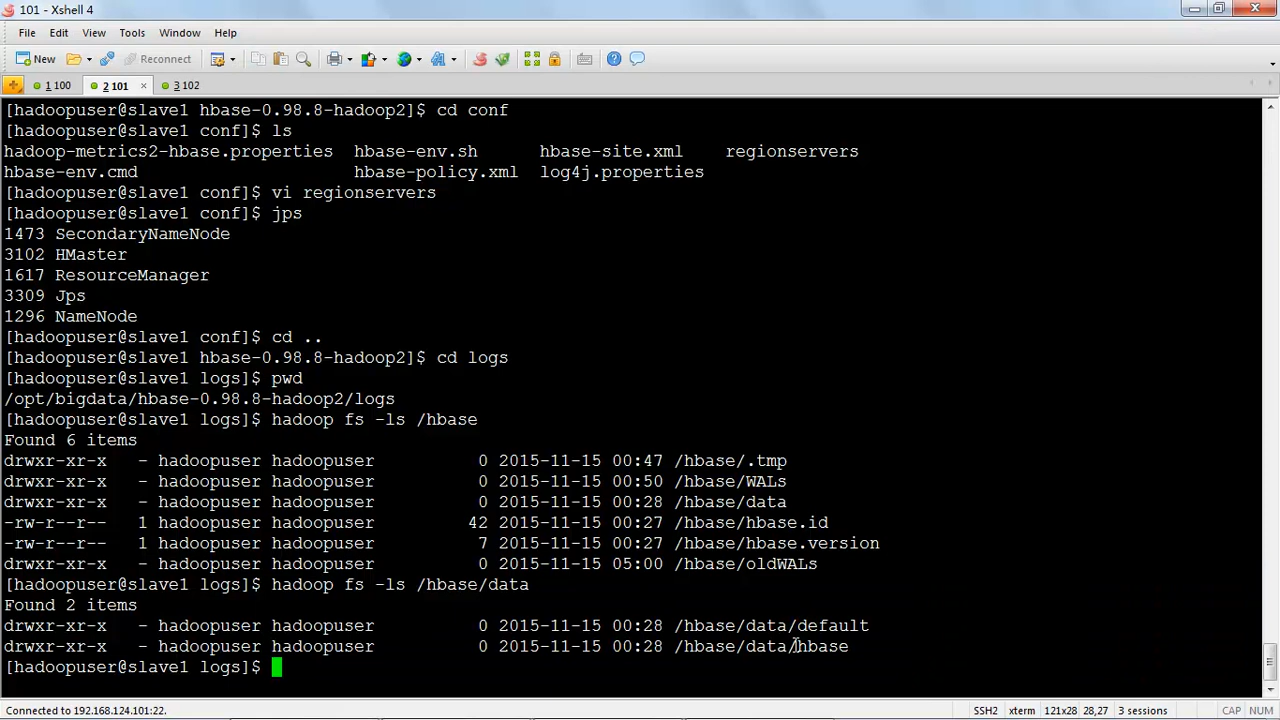 101 - Xshell 4
File Edit View Tools Window Help
New Reconnect
1 100 2 101 × 3 102
[hadoopuser@slave1 hbase-0.98.8-hadoop2]$ cd conf
[hadoopuser@slave1 conf]$ ls
hadoop-metrics2-hbase.properties hbase-env.sh hbase-site.xml regionservers
hbase-env.cmd hbase-policy.xml log4j.properties
[hadoopuser@slave1 conf]$ vi regionservers
[hadoopuser@slave1 conf]$ jps
1473 SecondaryNameNode
3102 HMaster
1617 ResourceManager
3309 Jps
1296 NameNode
[hadoopuser@slave1 conf]$ cd ..
[hadoopuser@slave1 hbase-0.98.8-hadoop2]$ cd logs
[hadoopuser@slave1 logs]$ pwd
/opt/bigdata/hbase-0.98.8-hadoop2/logs
[hadoopuser@slave1 logs]$ hadoop fs -ls /hbase
Found 6 items
drwxr-xr-x - hadoopuser hadoopuser 0 2015-11-15 00:47 /hbase/.tmp
drwxr-xr-x - hadoopuser hadoopuser 0 2015-11-15 00:50 /hbase/WALs
drwxr-xr-x - hadoopuser hadoopuser 0 2015-11-15 00:28 /hbase/data
-rw-r--r-- 1 hadoopuser hadoopuser 42 2015-11-15 00:27 /hbase/hbase.id
-rw-r--r-- 1 hadoopuser hadoopuser 7 2015-11-15 00:27 /hbase/hbase.version
drwxr-xr-x - hadoopuser hadoopuser 0 2015-11-15 05:00 /hbase/oldWALs
[hadoopuser@slave1 logs]$ hadoop fs -ls /hbase/data
Found 2 items
drwxr-xr-x - hadoopuser hadoopuser 0 2015-11-15 00:28 /hbase/data/default
drwxr-xr-x - hadoopuser hadoopuser 0 2015-11-15 00:28 /hbase/data/hbase
[hadoopuser@slave1 logs]$
Connected to 192.168.124.101:22. SSH2 xterm 121x28 28,27 3 sessions CAP NUM